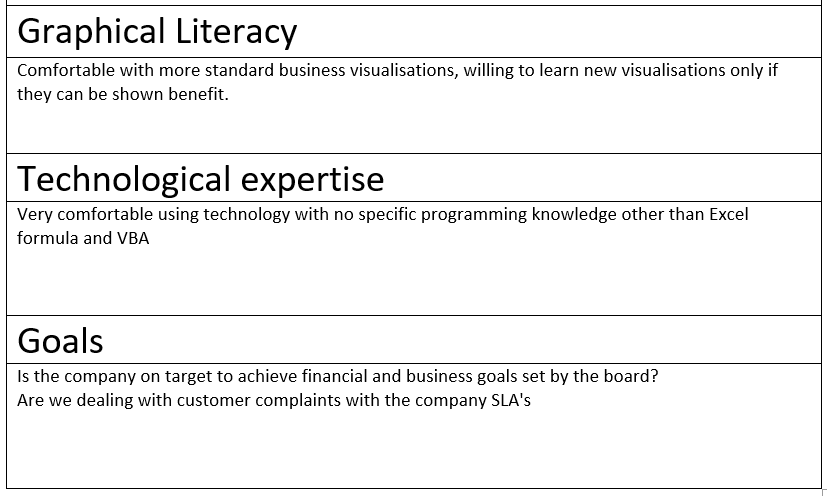 Graphical Literacy
Comfortable with more standard business visualisations, willing to learn new visualisations only if
they can be shown benefit.
Technological expertise
Very comfortable using technology with no specific programming knowledge other than Excel
formula and VBA
Goals
Is the company on target to achieve financial and business goals set by the board?
Are we dealing with customer complaints with the company SLA's